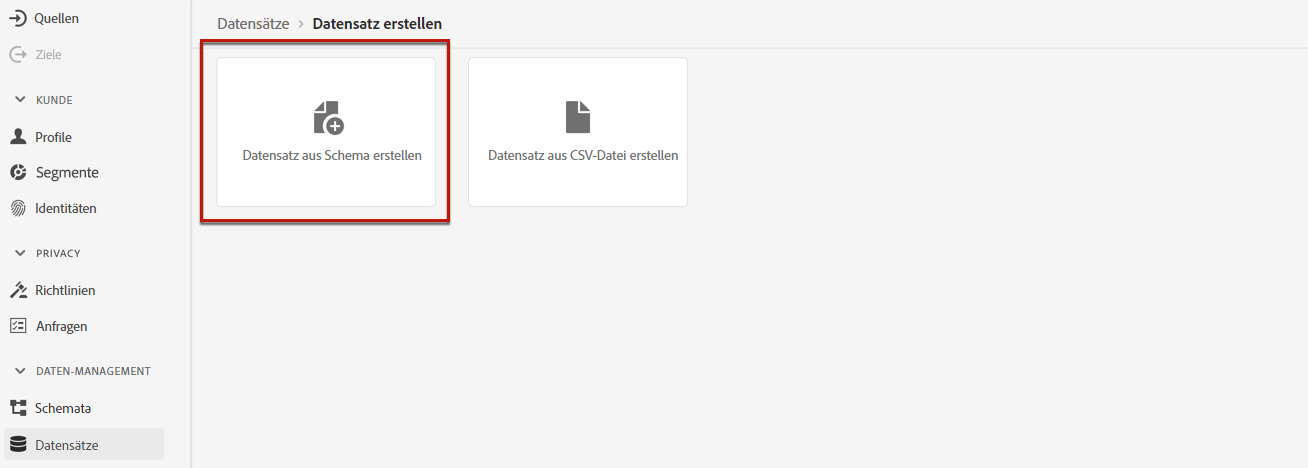 Quellen
Ziele
KUNDE
Profile
Segmente
Identitäten
PRIVACY
Richtlinien
Anfragen
DATEN-MANAGEMENT
Schemata
Datensätze
Datensätze > Datensatz erstellen
Datensatz aus Schema erstellen
Datensatz aus CSV-Datei erstellen